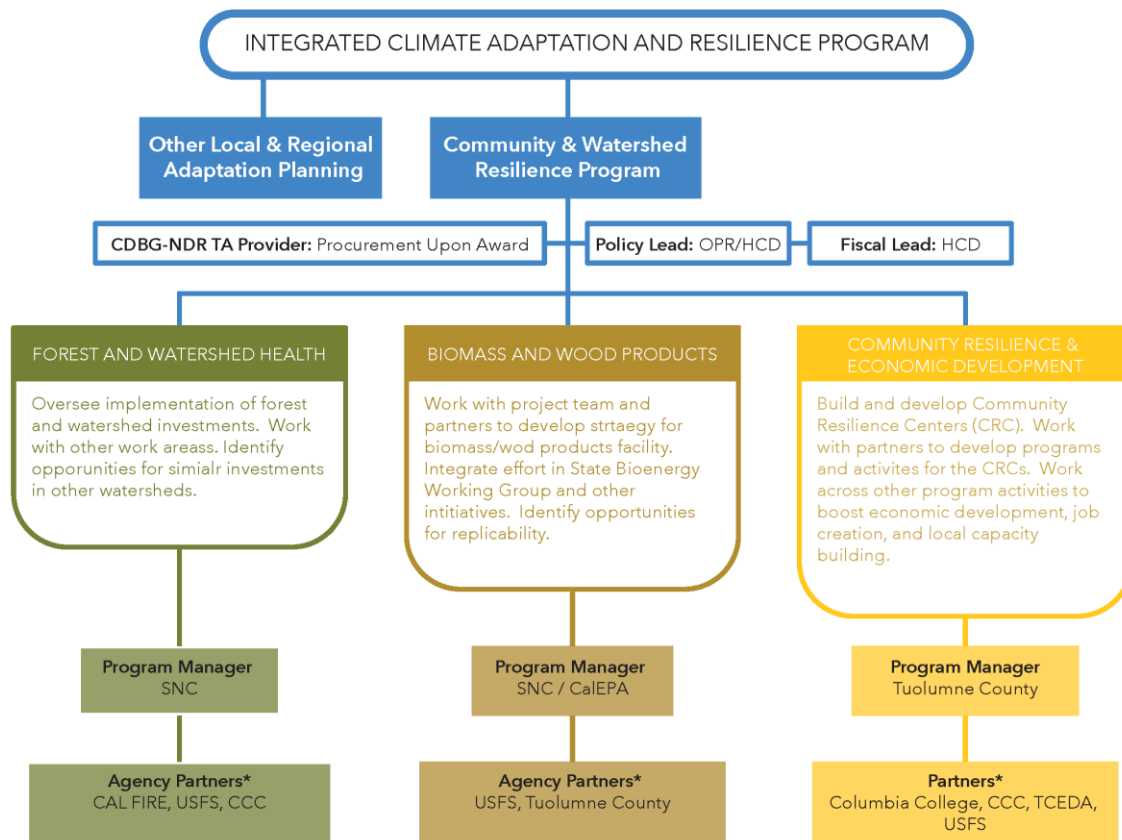 INTEGRATED CLIMATE ADAPTATION AND RESILIENCE PROGRAM
Other Local & Regional
Adaptation Planning
Community & Watershed
Resilience Program
CDBG-NDR TA Provider: Procurement Upon Award
Policy Lead: OPR/HCD
Fiscal Lead: HCD
FOREST AND WATERSHED HEALTH
Oversee implementation of forest
and watershed investments.  Work
with other work areass. Identify
opporunities for simialr investments
in other watersheds.
Program Manager
SNC
Agency Partners*
CAL FIRE, USFS, CCC
BIOMASS AND WOOD PRODUCTS
Work with project team and
partners to develop strtaegy for
biomass/wod products facility.
Integrate effort in State Bioenergy
Working Group and other
intitiatives.  Identify opportunities
for replicability.
Program Manager
SNC / CalEPA
Agency Partners*
USFS, Tuolumne County
COMMUNITY RESILIENCE &
ECONOMIC DEVELOPMENT
Build and develop Community
Resilience Centers (CRC).  Work
with partners to develop programs
and activites for the CRCs.  Work
across other program activities to
boost economic development, job
creation, and local capacity
building.
Program Manager
Tuolumne County
Partners*
Columbia College, CCC, TCEDA,
USFS